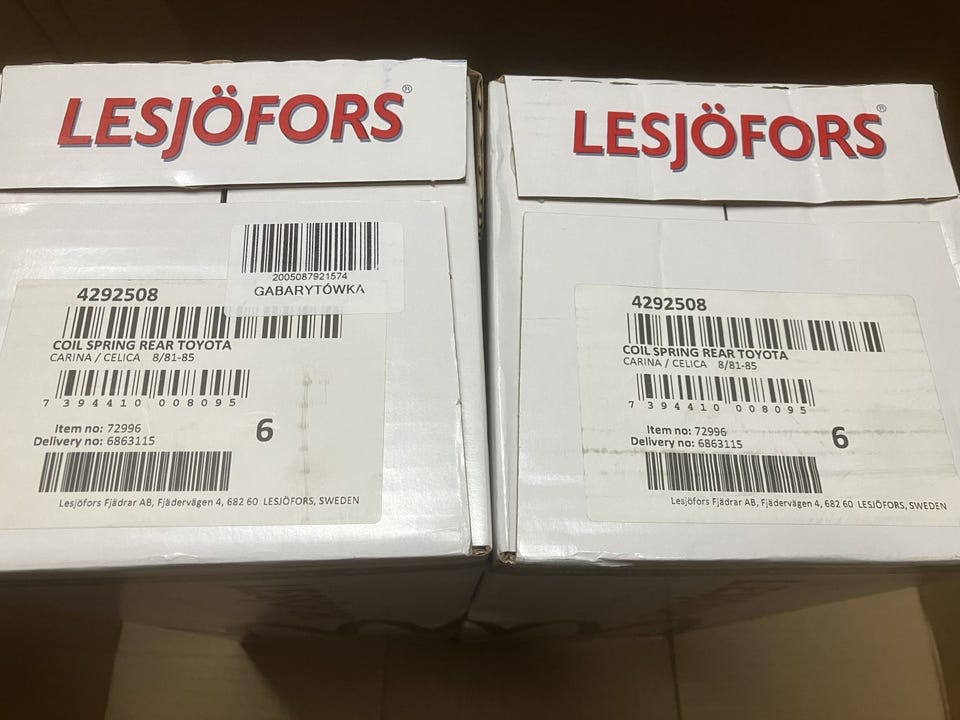 LESJÖFORS®
2005087921574
GABARYTÓWKA
4292508
COIL SPRING REAR TOYOTA
CARINA / CELICA 8/81-85
7 394410 008095
Item no: 72996
Delivery no: 6863115
6
Lesjöfors Fjädrar AB, Fjädervägen 4, 682 60 LESJÖFORS, SWEDEN
LESJÖFORS®
4292508
COIL SPRING REAR TOYOTA
CARINA / CELICA 8/81-85
7 394410 008095
Item no: 72996
Delivery no: 6863115
6
Lesjöfors Fjädrar AB, Fjädervägen 4, 682 60 LESJÖFORS, SWEDEN